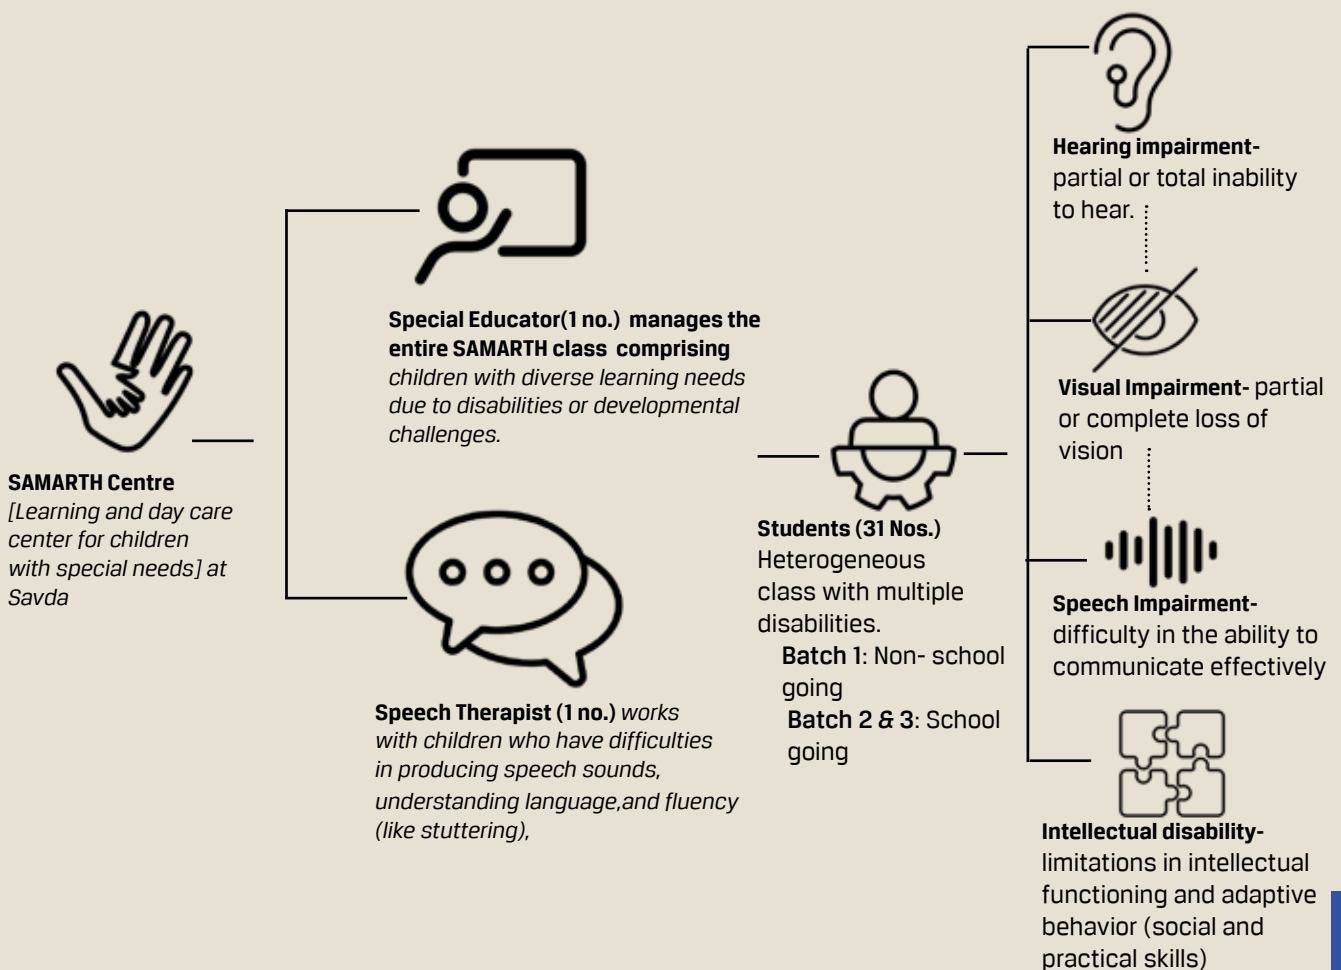 SAMARTH Centre
[Learning and day care
center for children
with special needs] at
Savda
Special Educator(1 no.) manages the
entire SAMARTH class comprising
children with diverse learning needs
due to disabilities or developmental
challenges.
Speech Therapist (1 no.) works
with children who have difficulties
in producing speech sounds,
understanding language,and fluency
(like stuttering),
Students (31 Nos.)
Heterogeneous
class with multiple
disabilities.
Batch 1: Non- school
going
Batch 2 & 3: School
going
Hearing impairment-
partial or total inability
to hear.
Visual Impairment- partial
or complete loss of
vision
Speech Impairment-
difficulty in the ability to
communicate effectively
Intellectual disability-
limitations in intellectual
functioning and adaptive
behavior (social and
practical skills)